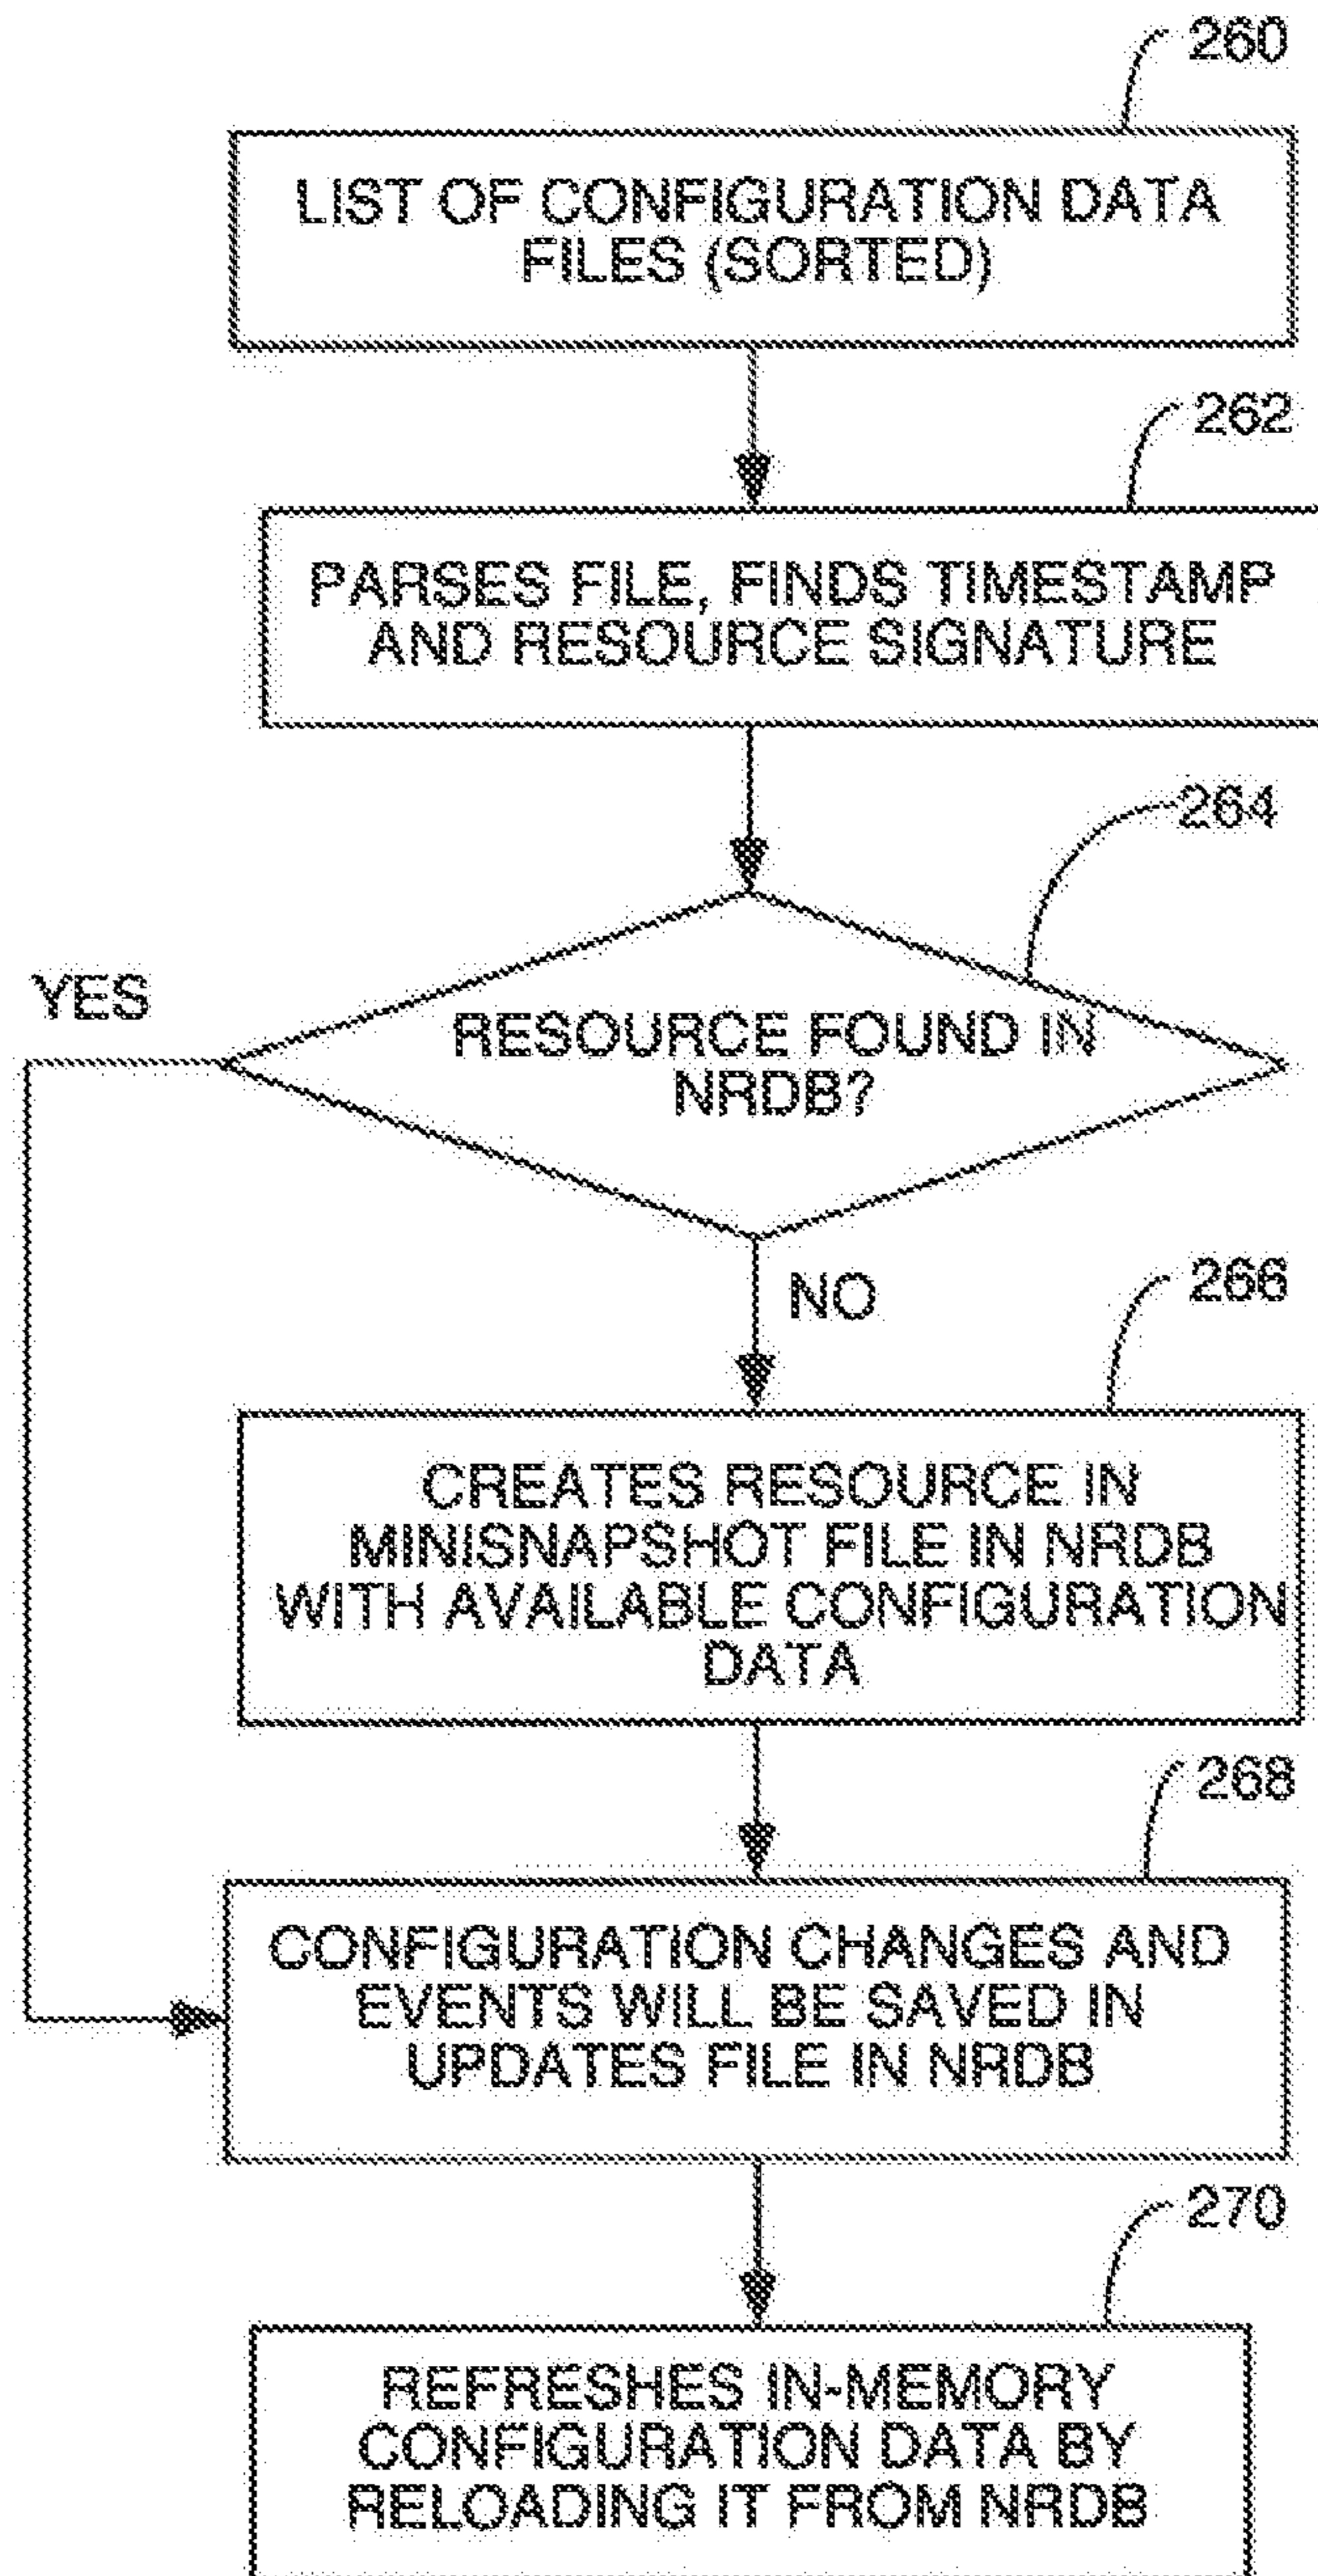 260
LIST OF CONFIGURATION DATA
FILES (SORTED)
262
PARSES FILE, FINDS TIMESTAMP
AND RESOURCE SIGNATURE
264
YES
RESOURCE FOUND IN
NRDB?
NO
266
CREATES RESOURCE IN
MINISNAPSHOT FILE IN NRDB
WITH AVAILABLE CONFIGURATION
DATA
268
CONFIGURATION CHANGES AND
EVENTS WILL BE SAVED IN
UPDATES FILE IN NRDB
270
REFRESHES IN-MEMORY
CONFIGURATION DATA BY
RELOADING IT FROM NRDB